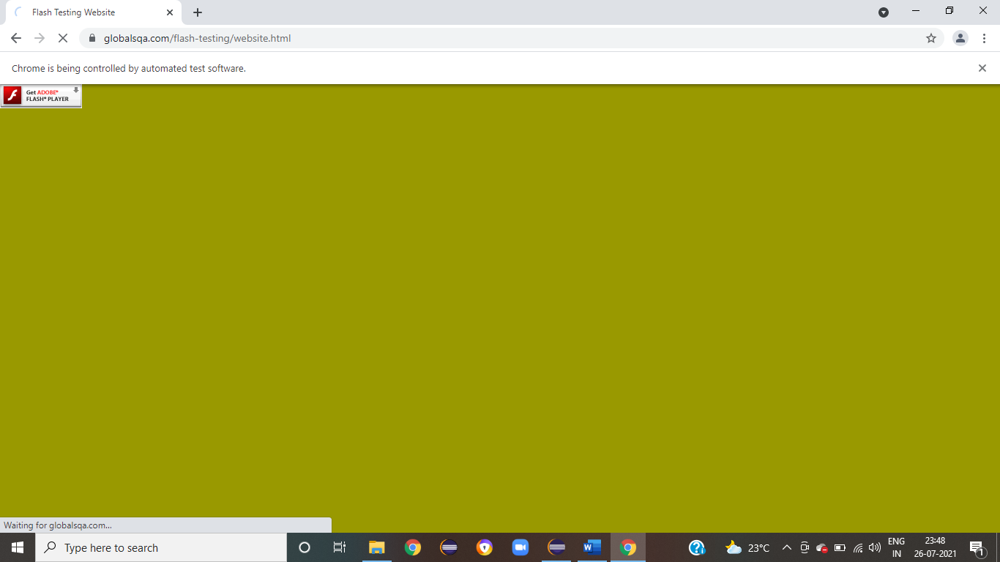 Flash Testing Website
globalsqa.com/flash-testing/website.html
Chrome is being controlled by automated test software.
Get ADOBE®
FLASH® PLAYER
Waiting for globalsqa.com...
Type here to search
W
23°C
ENG
IN
23:48
26-07-2021
1